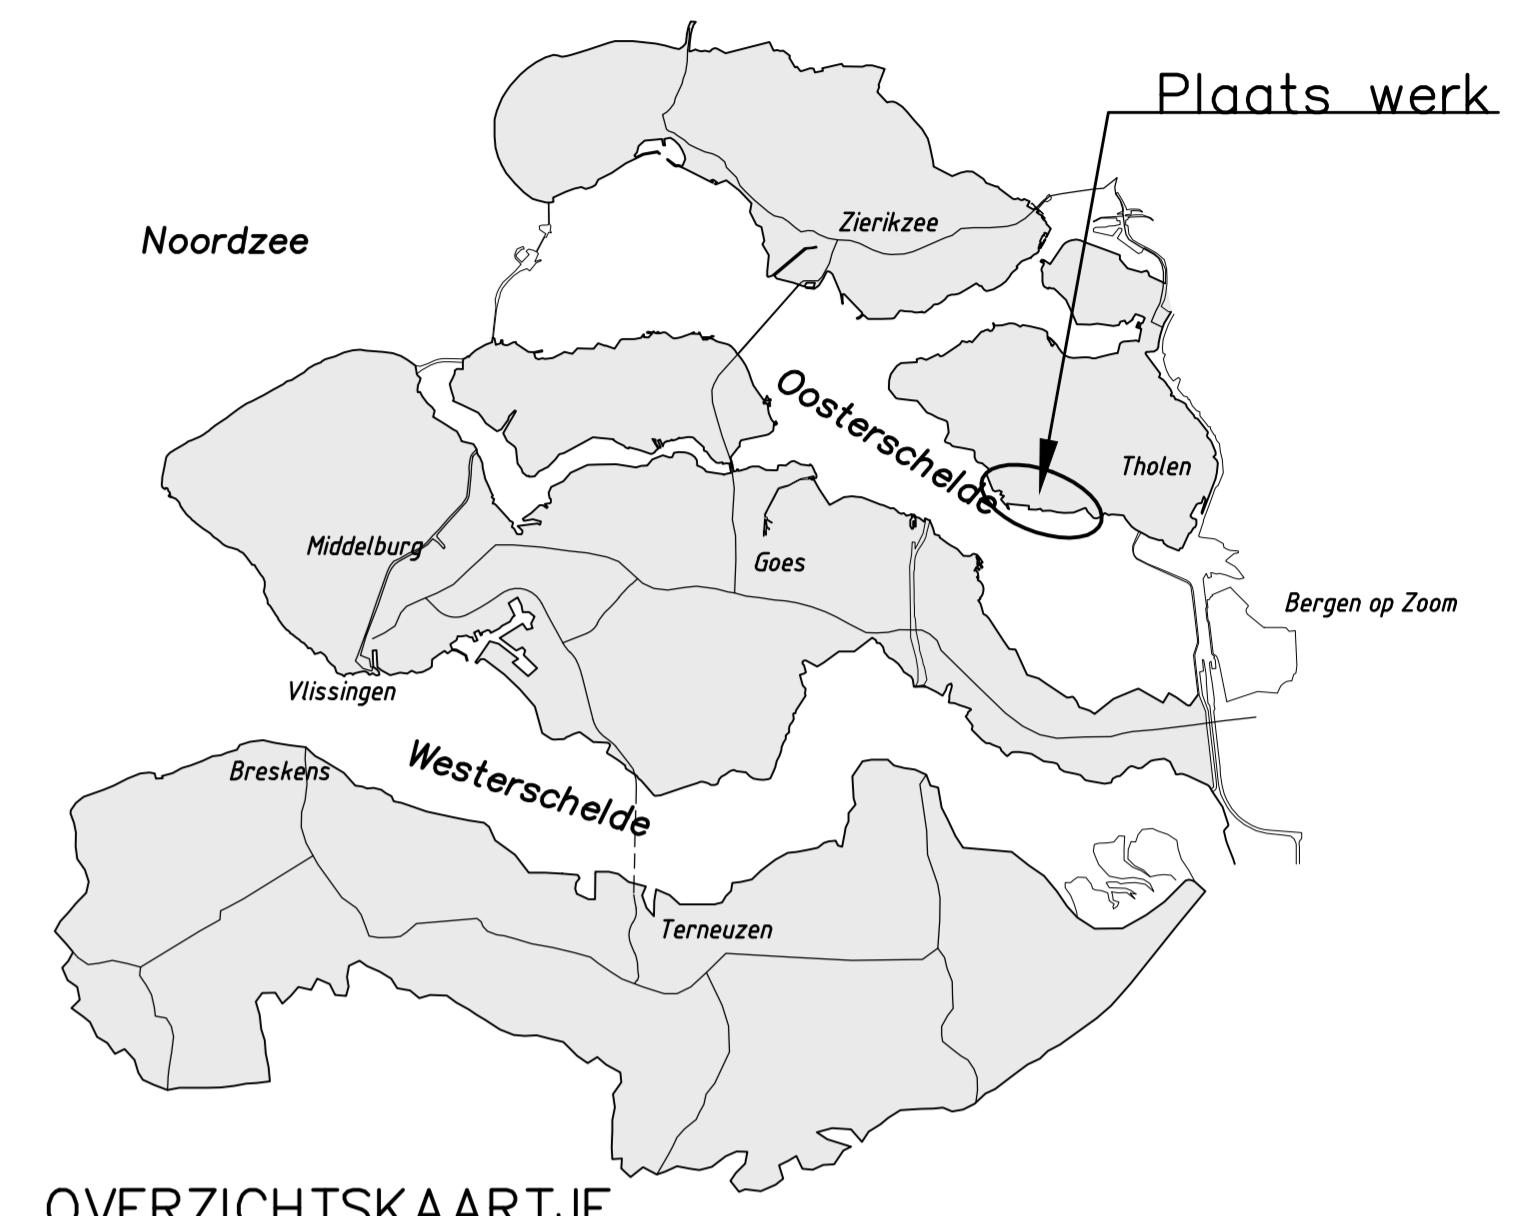 Plaats werk
Zierikzee
Noordzee
Oosterschelde
Tholen
Middelburg
Goes
Bergen op Zoom
Vlissingen
Westerschelde
Breskens
Terneuzen
OVERZICHTSKAARTJE